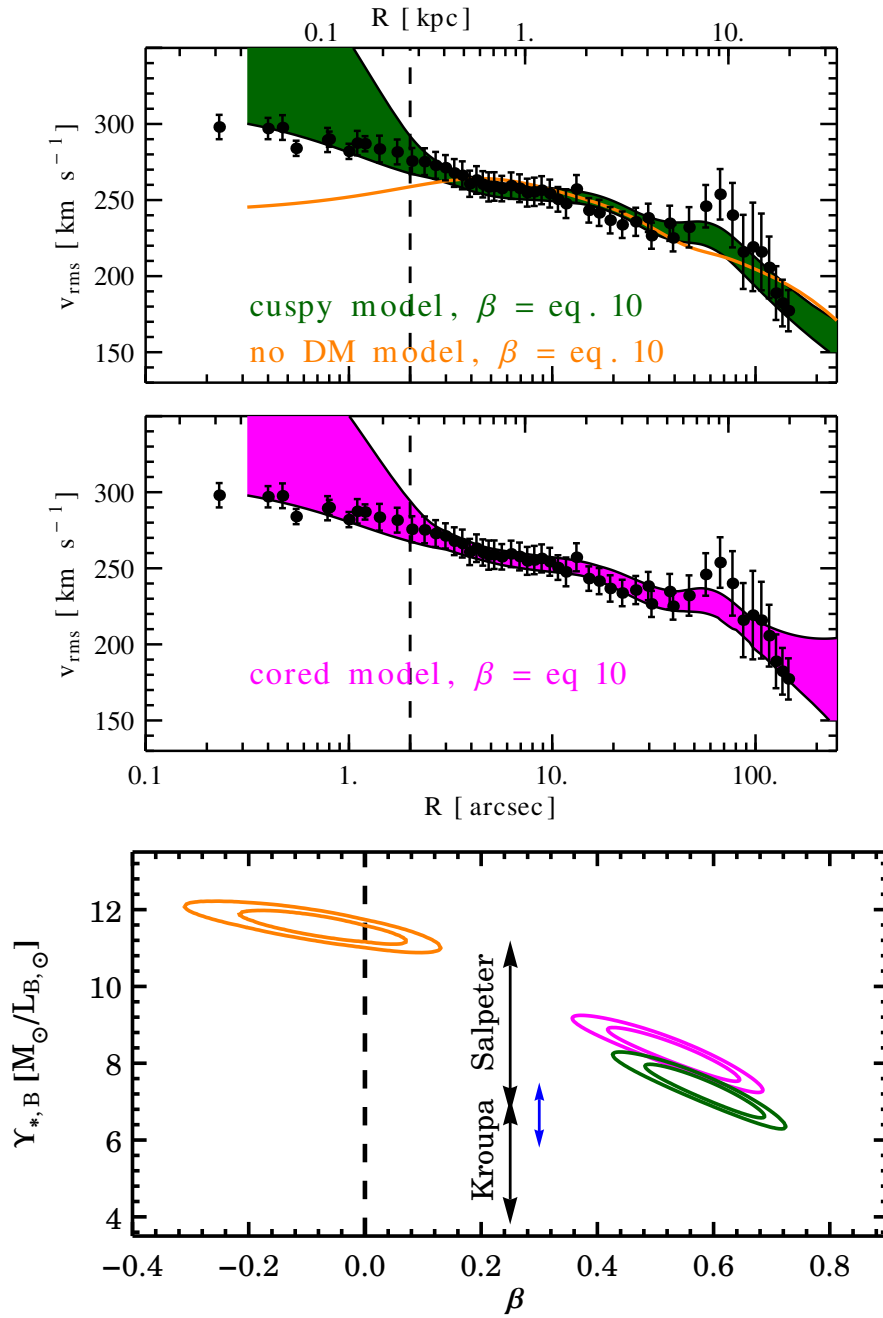 R [ kpc]
0.1 1. 10.
300
250
200
150
v_rms [ km s⁻¹]
cuspy model, β = eq. 10
no DM model, β = eq. 10
300
250
200
150
v_rms [ km s⁻¹]
cored model, β = eq 10
0.1 1. 10. 100.
R [ arcsec]
12
10
8
6
4
ϒ_*,B [M_⊙/L_B,⊙]
Salpeter
Kroupa
−0.4 −0.2 0.0 0.2 0.4 0.6 0.8
β